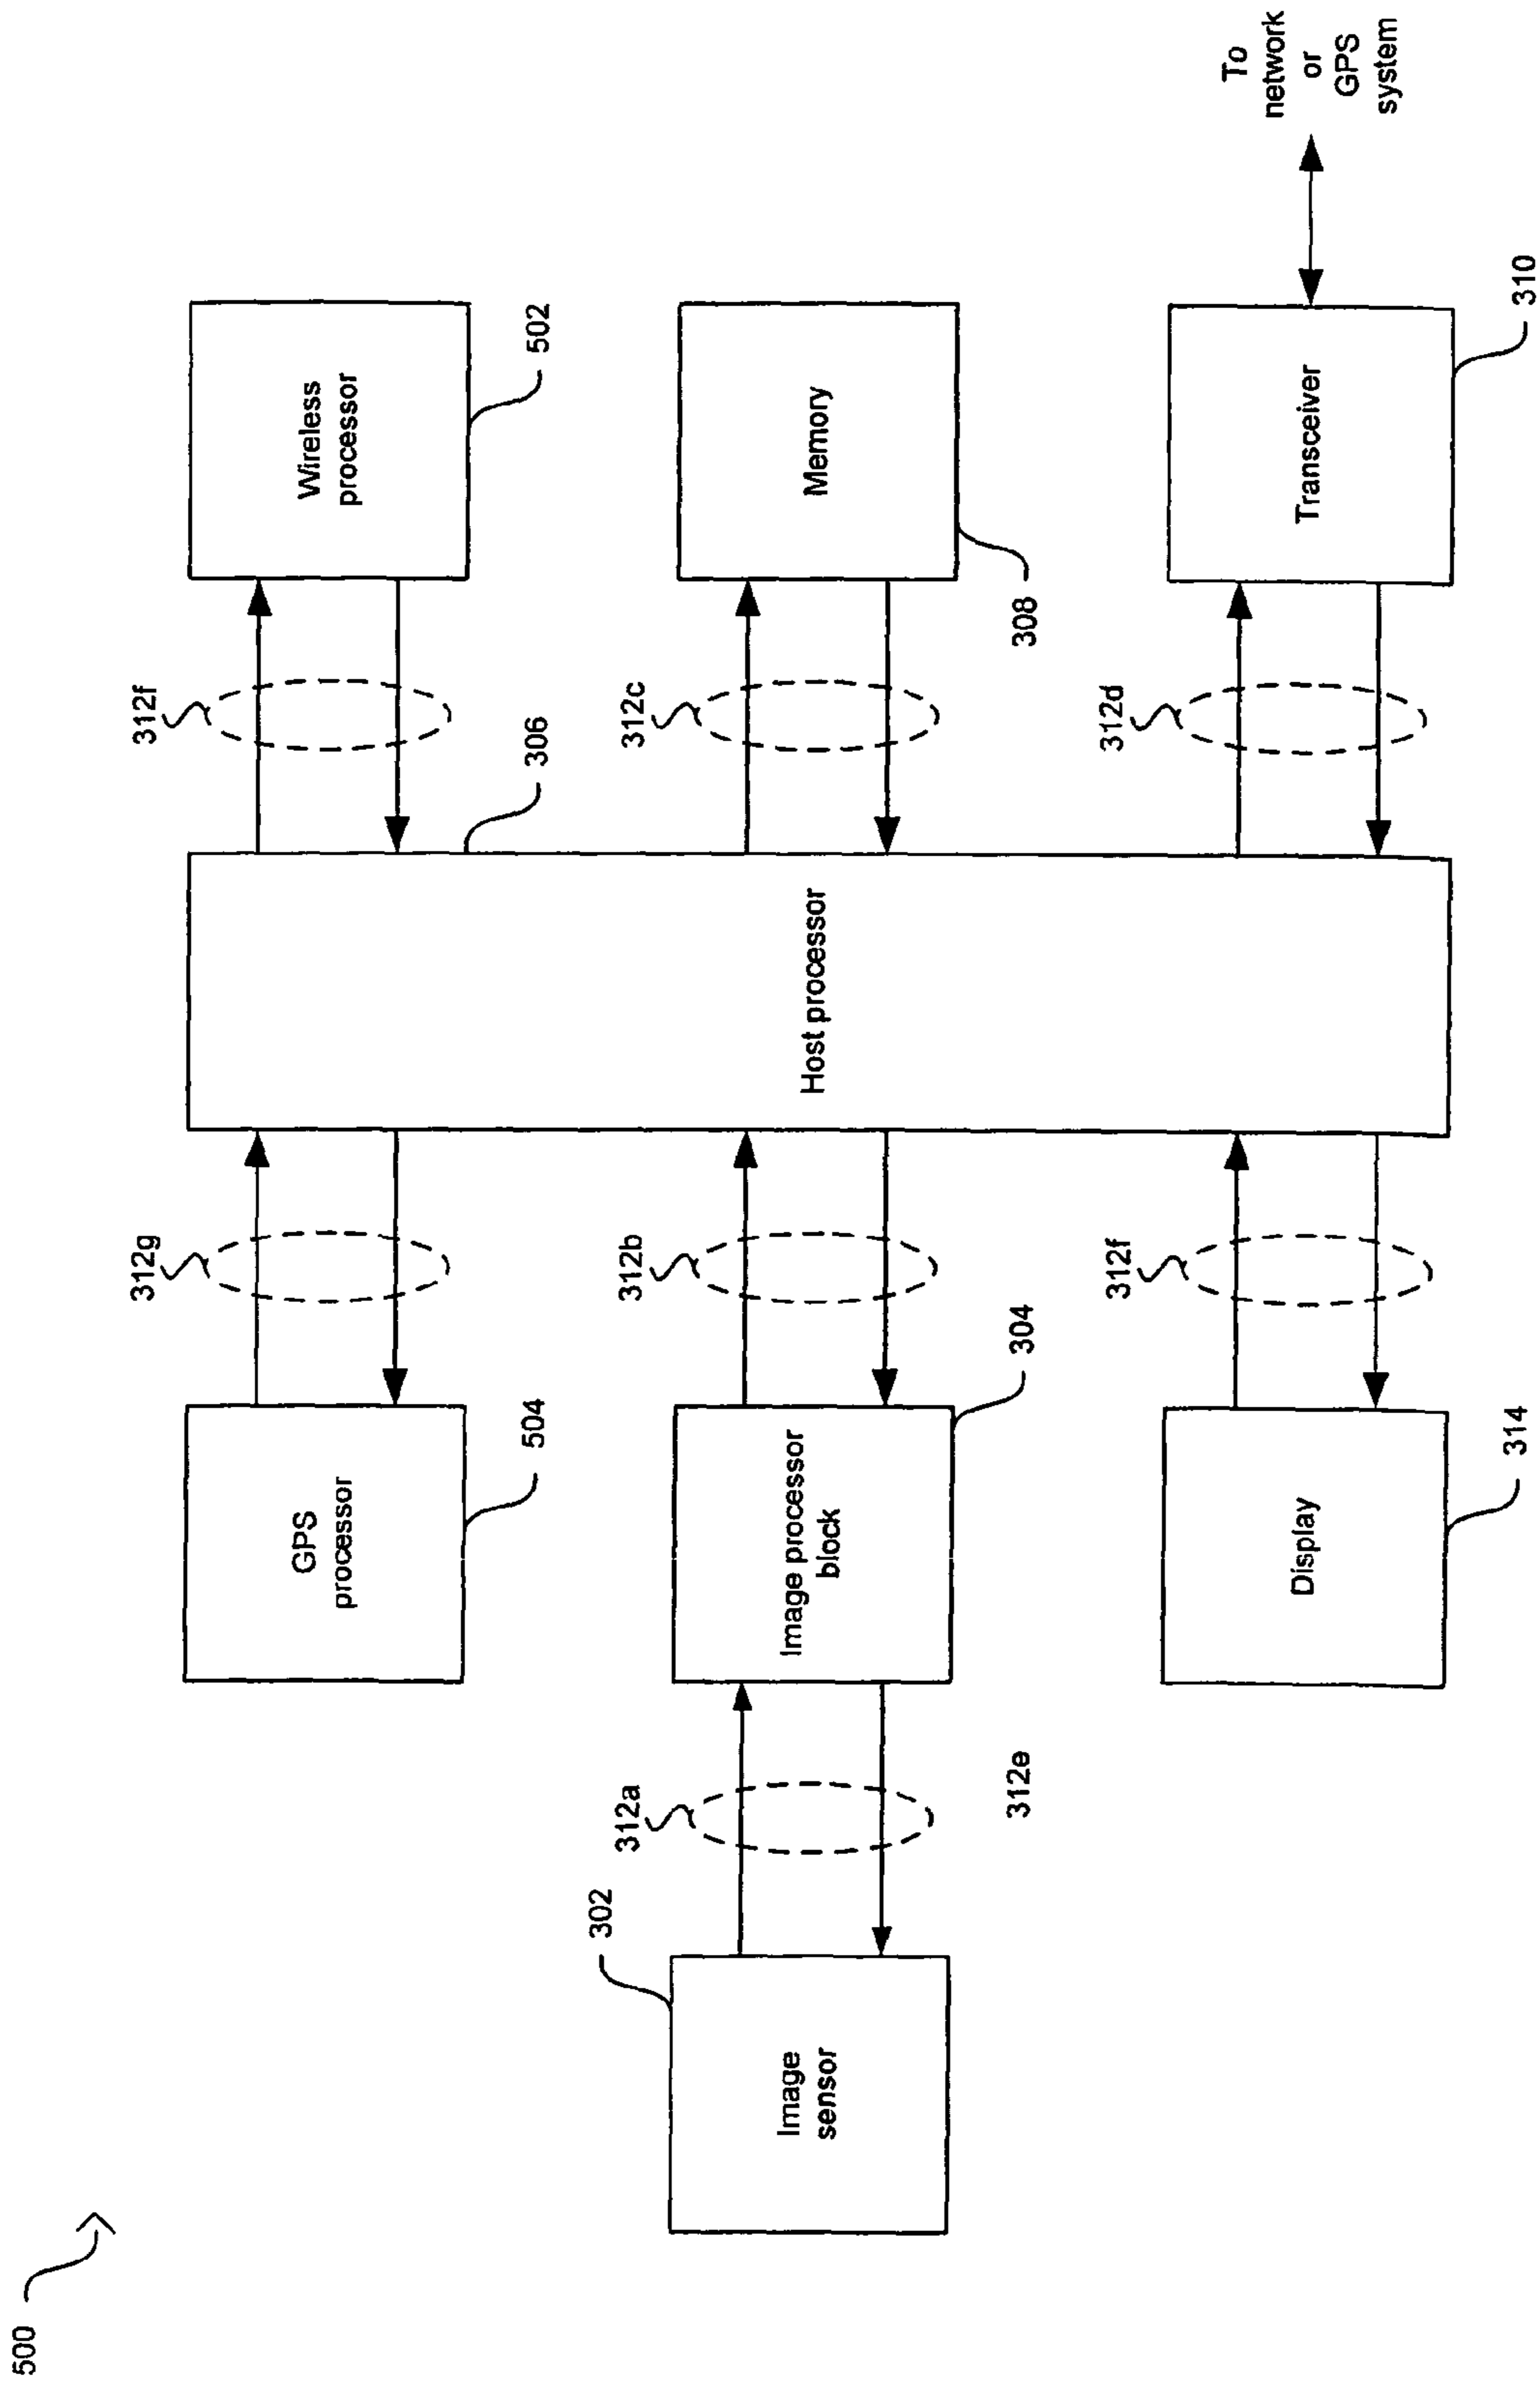 500
312g
312f
GPS
processor
504
306
Wireless
processor
502
302
312a
312b
312c
Image
sensor
Image processor
block
304
Host processor
Memory
308
312e
312f
312d
Display
314
Transceiver
310
To
network
or
GPS
system